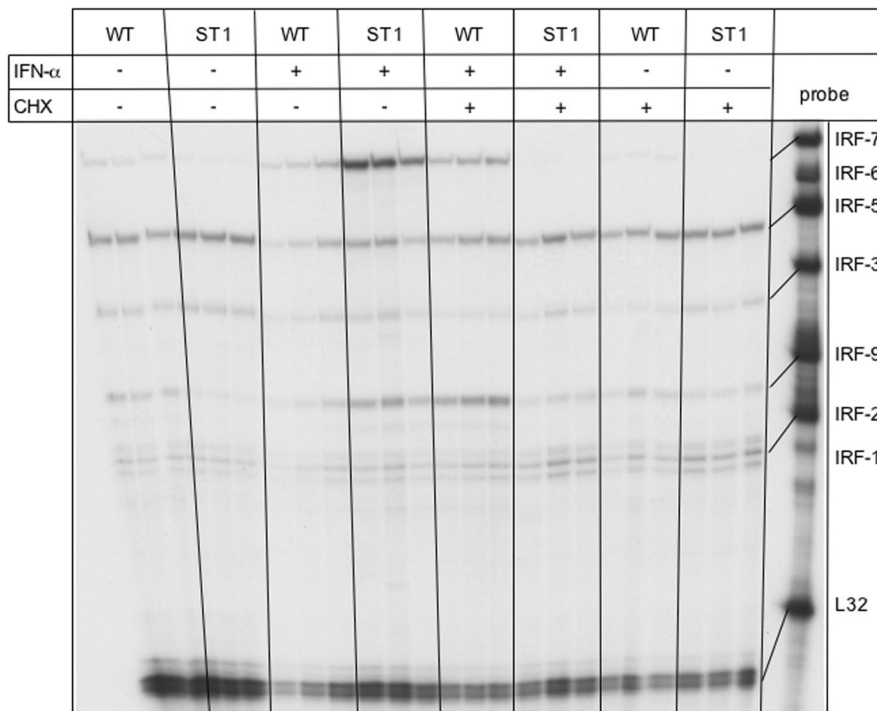 WT ST1 WT ST1 WT ST1 WT ST1
IFN-α - - + + + + - -
CHX - - - - + + + +
probe
IRF-7
IRF-6
IRF-5
IRF-3
IRF-9
IRF-2
IRF-1
L32